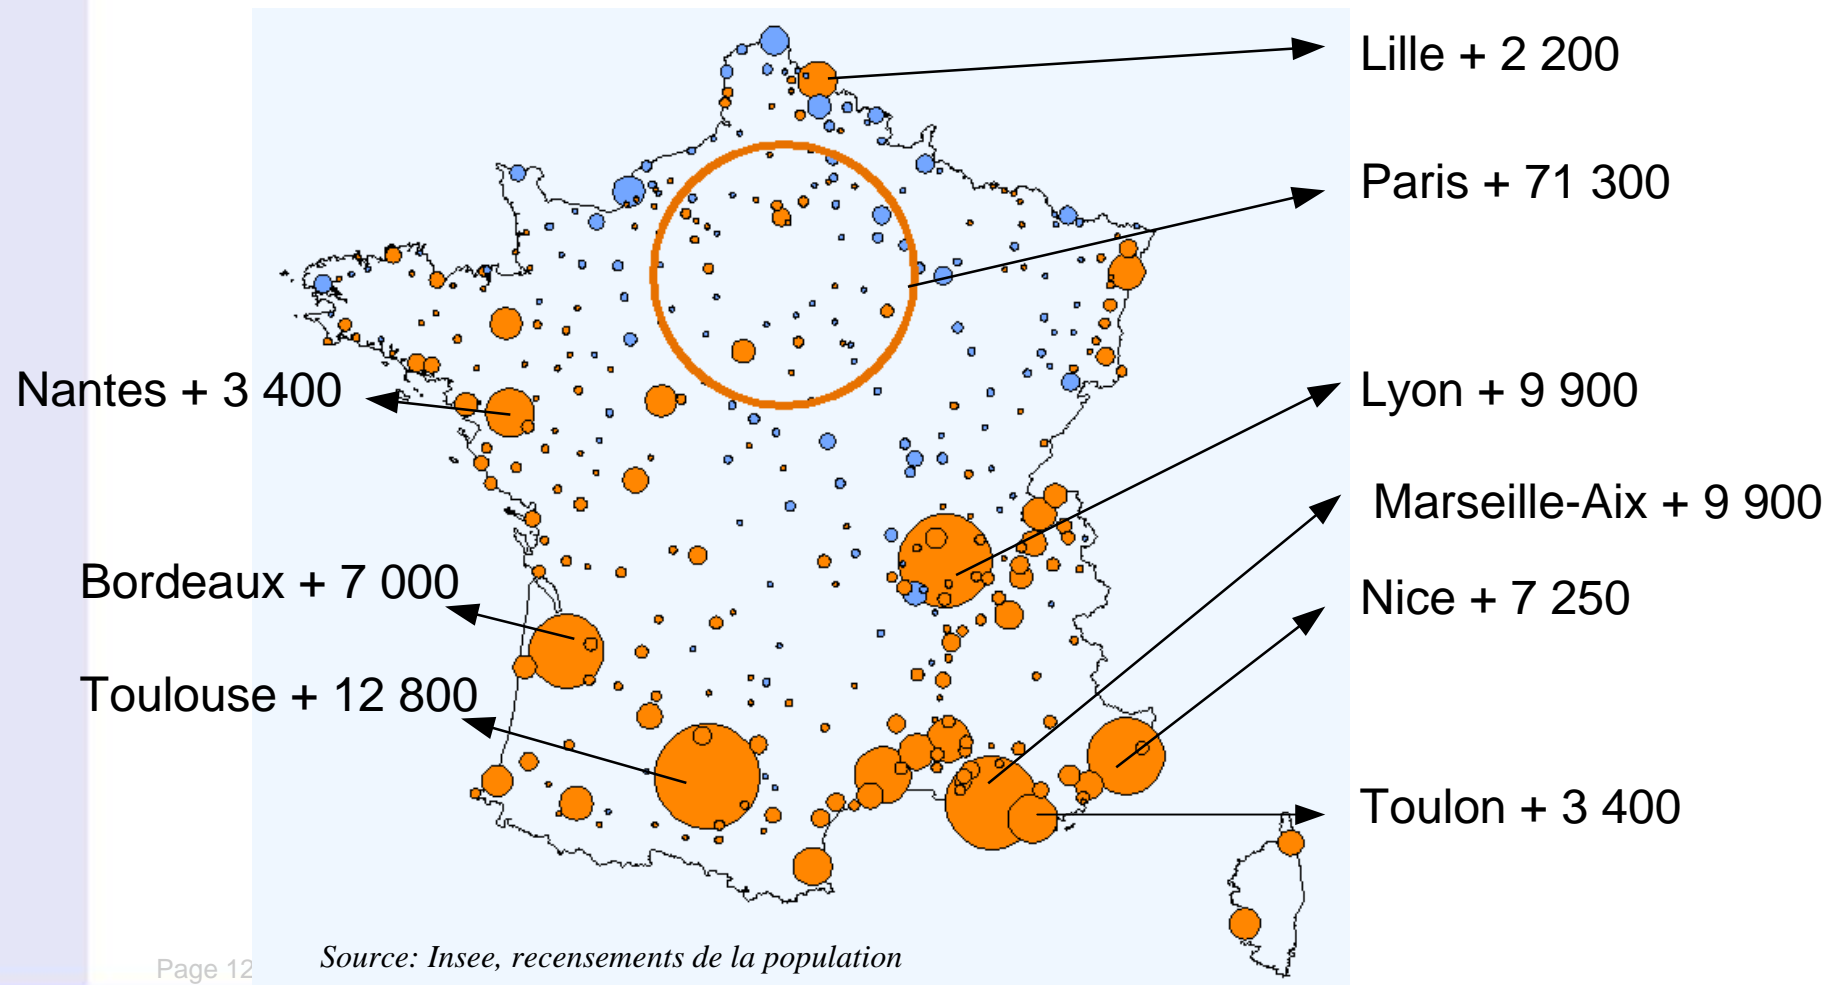 Lille + 2 200
Paris + 71 300
Nantes + 3 400
Lyon + 9 900
Marseille-Aix + 9 900
Bordeaux + 7 000
Nice + 7 250
Toulouse + 12 800
Toulon + 3 400
Source: Insee, recensements de la population
Page 12